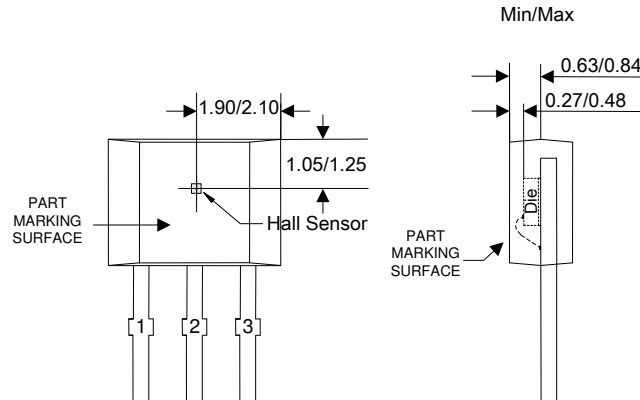 Min/Max
0.63/0.84
0.27/0.48
1.90/2.10
1.05/1.25
PART
MARKING
SURFACE
Hall Sensor
Die
PART
MARKING
SURFACE
1
2
3